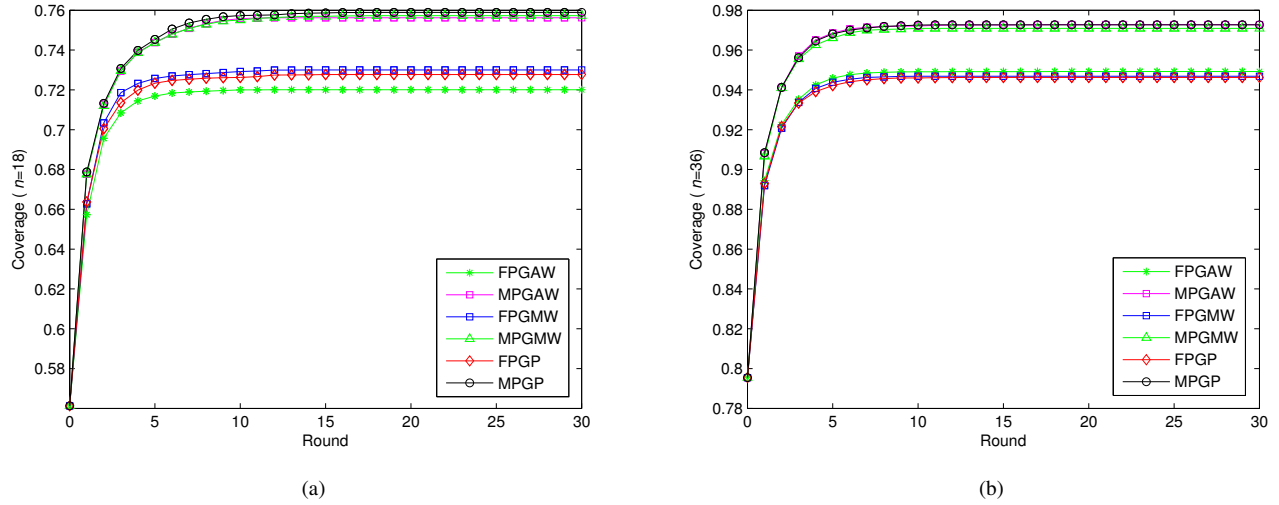 0.76
0.74
0.72
0.7
0.68
0.66
0.64
0.62
0.6
0.58
Coverage ( n=18)
0
5
10
15
20
25
30
Round
FPGAW
MPGAW
FPGMW
MPGMW
FPGP
MPGP
(a)
0.98
0.96
0.94
0.92
0.9
0.88
0.86
0.84
0.82
0.8
0.78
Coverage ( n=36)
0
5
10
15
20
25
30
Round
FPGAW
MPGAW
FPGMW
MPGMW
FPGP
MPGP
(b)